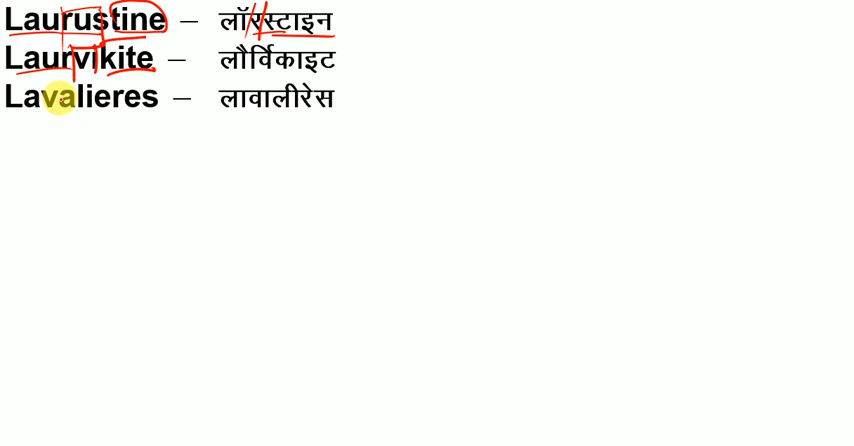 Laurustine – लॉरस्टाइन
Laurvikite – लौर्विकाइट
Lavalieres – लावालीरेस